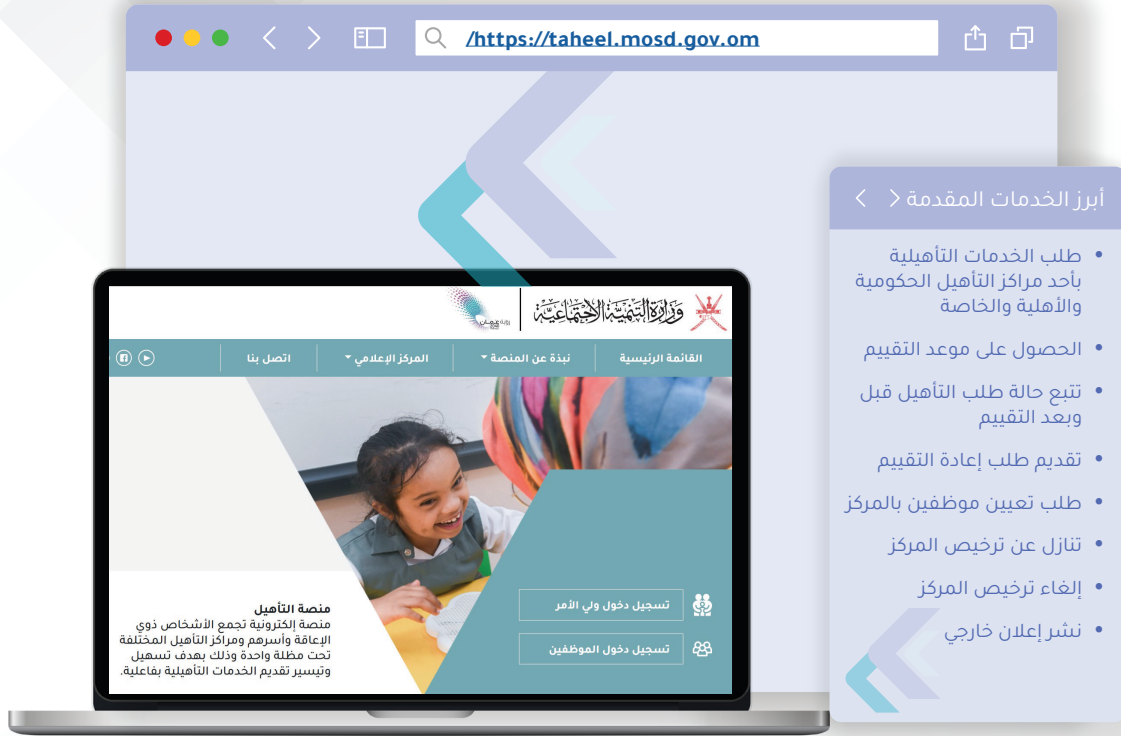 /https://taheel.mosd.gov.om
أبرز الخدمات المقدمة
• طلب الخدمات التأهيلية
بأحد مراكز التأهيل الحكومية
والأهلية والخاصة
• الحصول على موعد التقييم
• تتبع حالة طلب التأهيل قبل
وبعد التقييم
• تقديم طلب إعادة التقييم
• طلب تعيين موظفين بالمركز
• تنازل عن ترخيص المركز
• إلغاء ترخيص المركز
• نشر إعلان خارجي
وزارة التنمية الاجتماعية
رؤية عمان
القائمة الرئيسية
نبذة عن المنصة
المركز الإعلامي
اتصل بنا
تسجيل دخول ولي الأمر
تسجيل دخول الموظفين
منصة التأهيل
منصة إلكترونية تجمع الأشخاص ذوي
الإعاقة وأسرهم ومراكز التأهيل المختلفة
تحت مظلة واحدة وذلك بهدف تسهيل
وتيسير تقديم الخدمات التأهيلية بفاعلية.